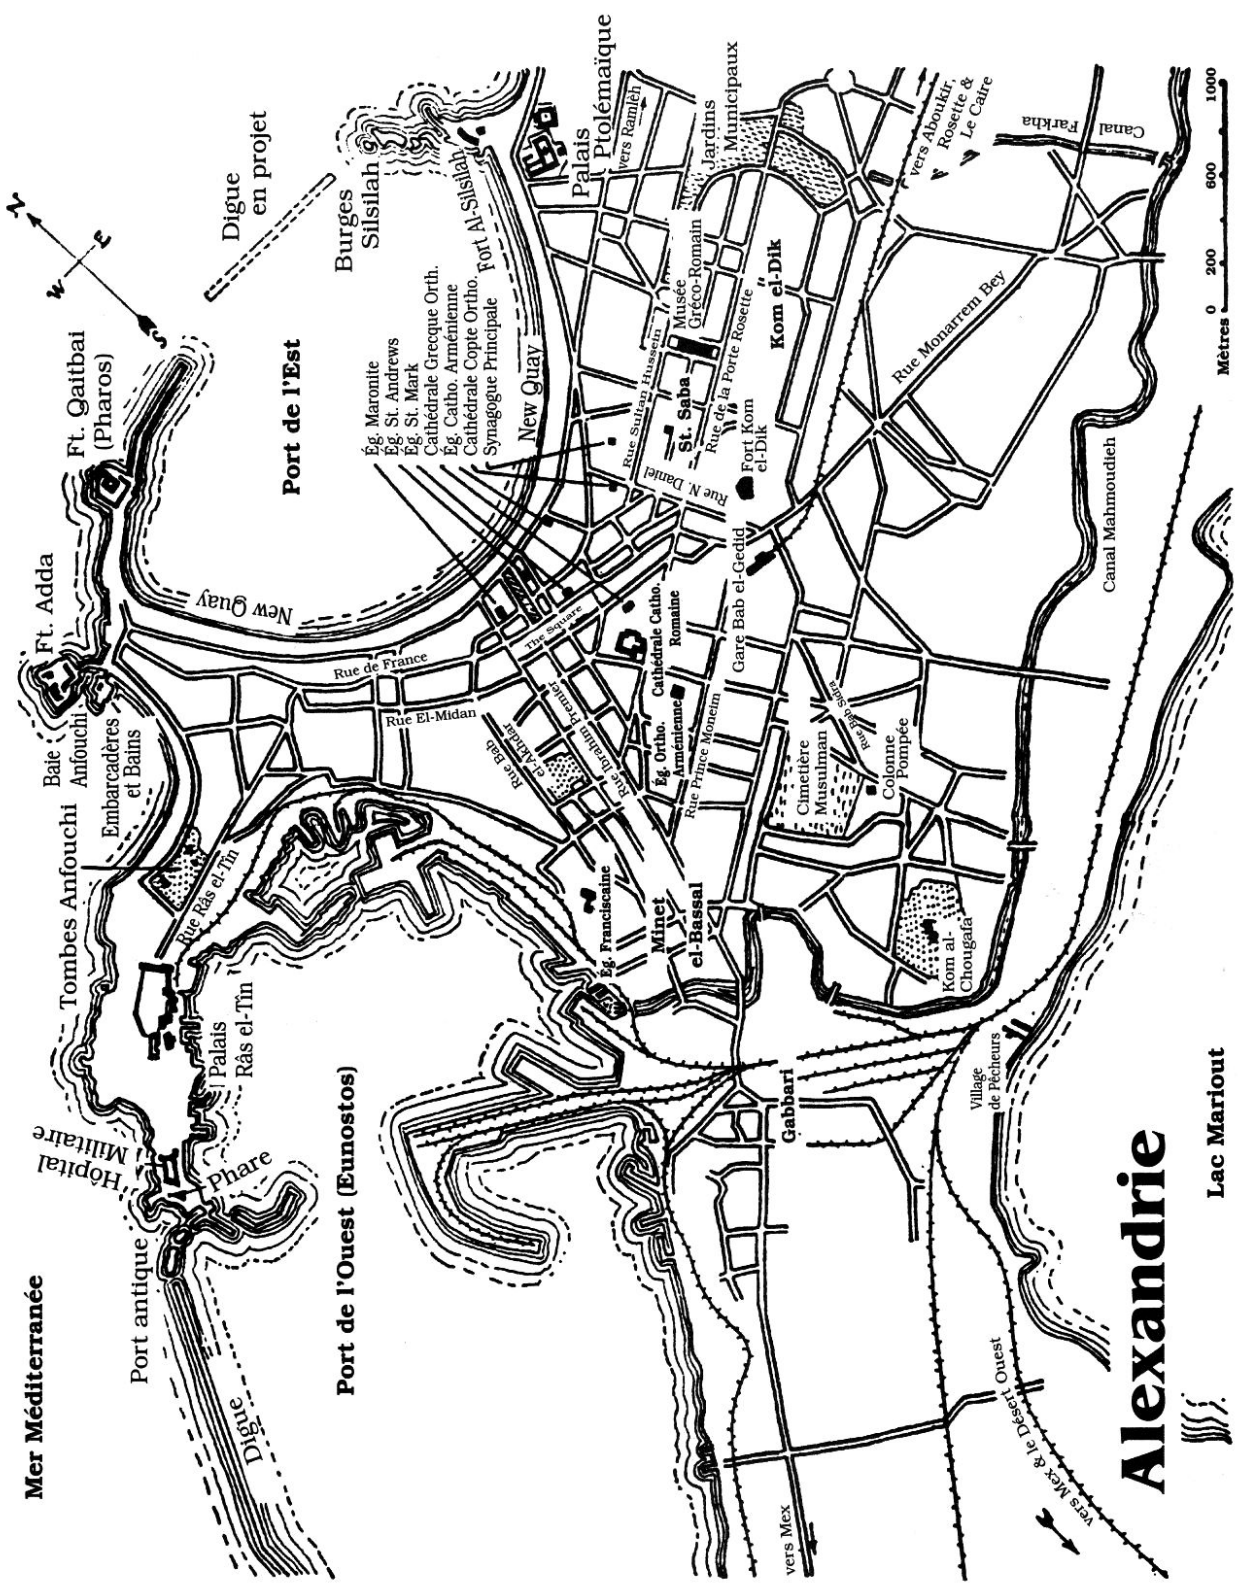 Mer Méditerranée
Port antique
Digue
Hôpital
Militaire
Phare
Palais
Râs el-Tîn
Tombes Anfouchi
Rue Râs el-Tîn
Baie
Anfouchi
Embarcadères
et Bains
Ft. Adda
Ft. Qaitbai
(Pharos)
N
W
E
S
Digue
en projet
Burges
Silsilah
Fort Al-Silsilah
Port de l'Est
Port de l'Ouest (Eunostos)
New Quay
New Quay
Ég. Maronite
Ég. St. Andrews
Ég. St. Mark
Cathédrale Grecque Orth.
Ég. Catho. Arménienne
Cathédrale Copte Ortho.
Synagogue Principale
Palais
Ptolémaïque
vers Ramlèh
Jardins
Municipaux
Musée
Gréco-Romain
Rue Sultan Hussein
St. Saba
Rue de la Porte Rosette
Kom el-Dik
Rue N. Daniel
Fort Kom
el-Dik
vers Aboukir,
Rosette &
Le Caire
Canal
Farkha
Rue Monarrem Bey
Rue de France
Rue El-Midan
The Square
Rue Bab
el-Akhdar
Rue Ibrahim Premier
Cathédrale Catho.
Romaine
Ég. Ortho.
Arménienne
Rue Prince Moneim
Gare Bab el-Gedid
Rue Bab Sidra
Cimetière
Musulman
Colonne
Pompée
Canal Mahmoudieh
Ég. Franciscaine
Minet
el-Bassal
Kom al-
Chougafa
Gabbari
Village
de Pêcheurs
vers Mex
vers Mex & le Désert Ouest
Lac Mariout
Alexandrie
0 200 600 1000
Mètres